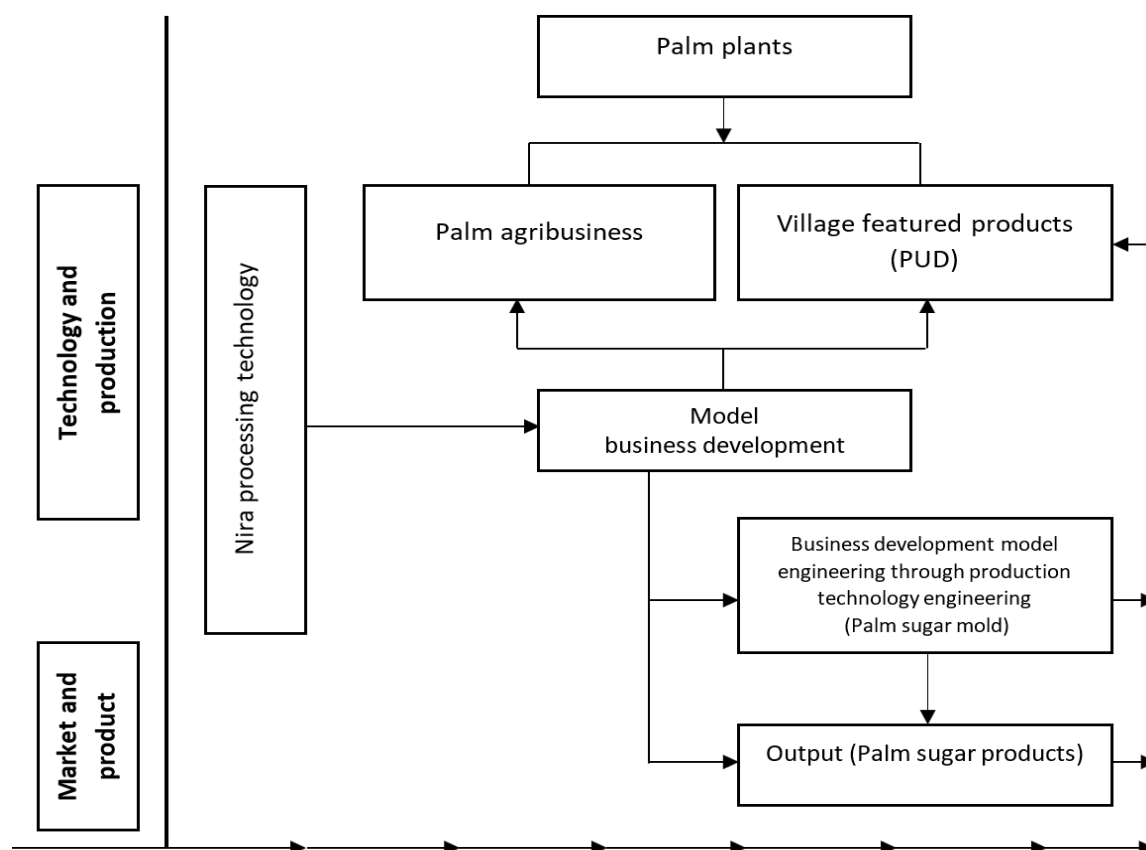 Palm plants
Technology and
production
Nira processing technology
Palm agribusiness
Village featured products
(PUD)
Model
business development
Business development model
engineering through production
technology engineering
(Palm sugar mold)
Market and
product
Output (Palm sugar products)